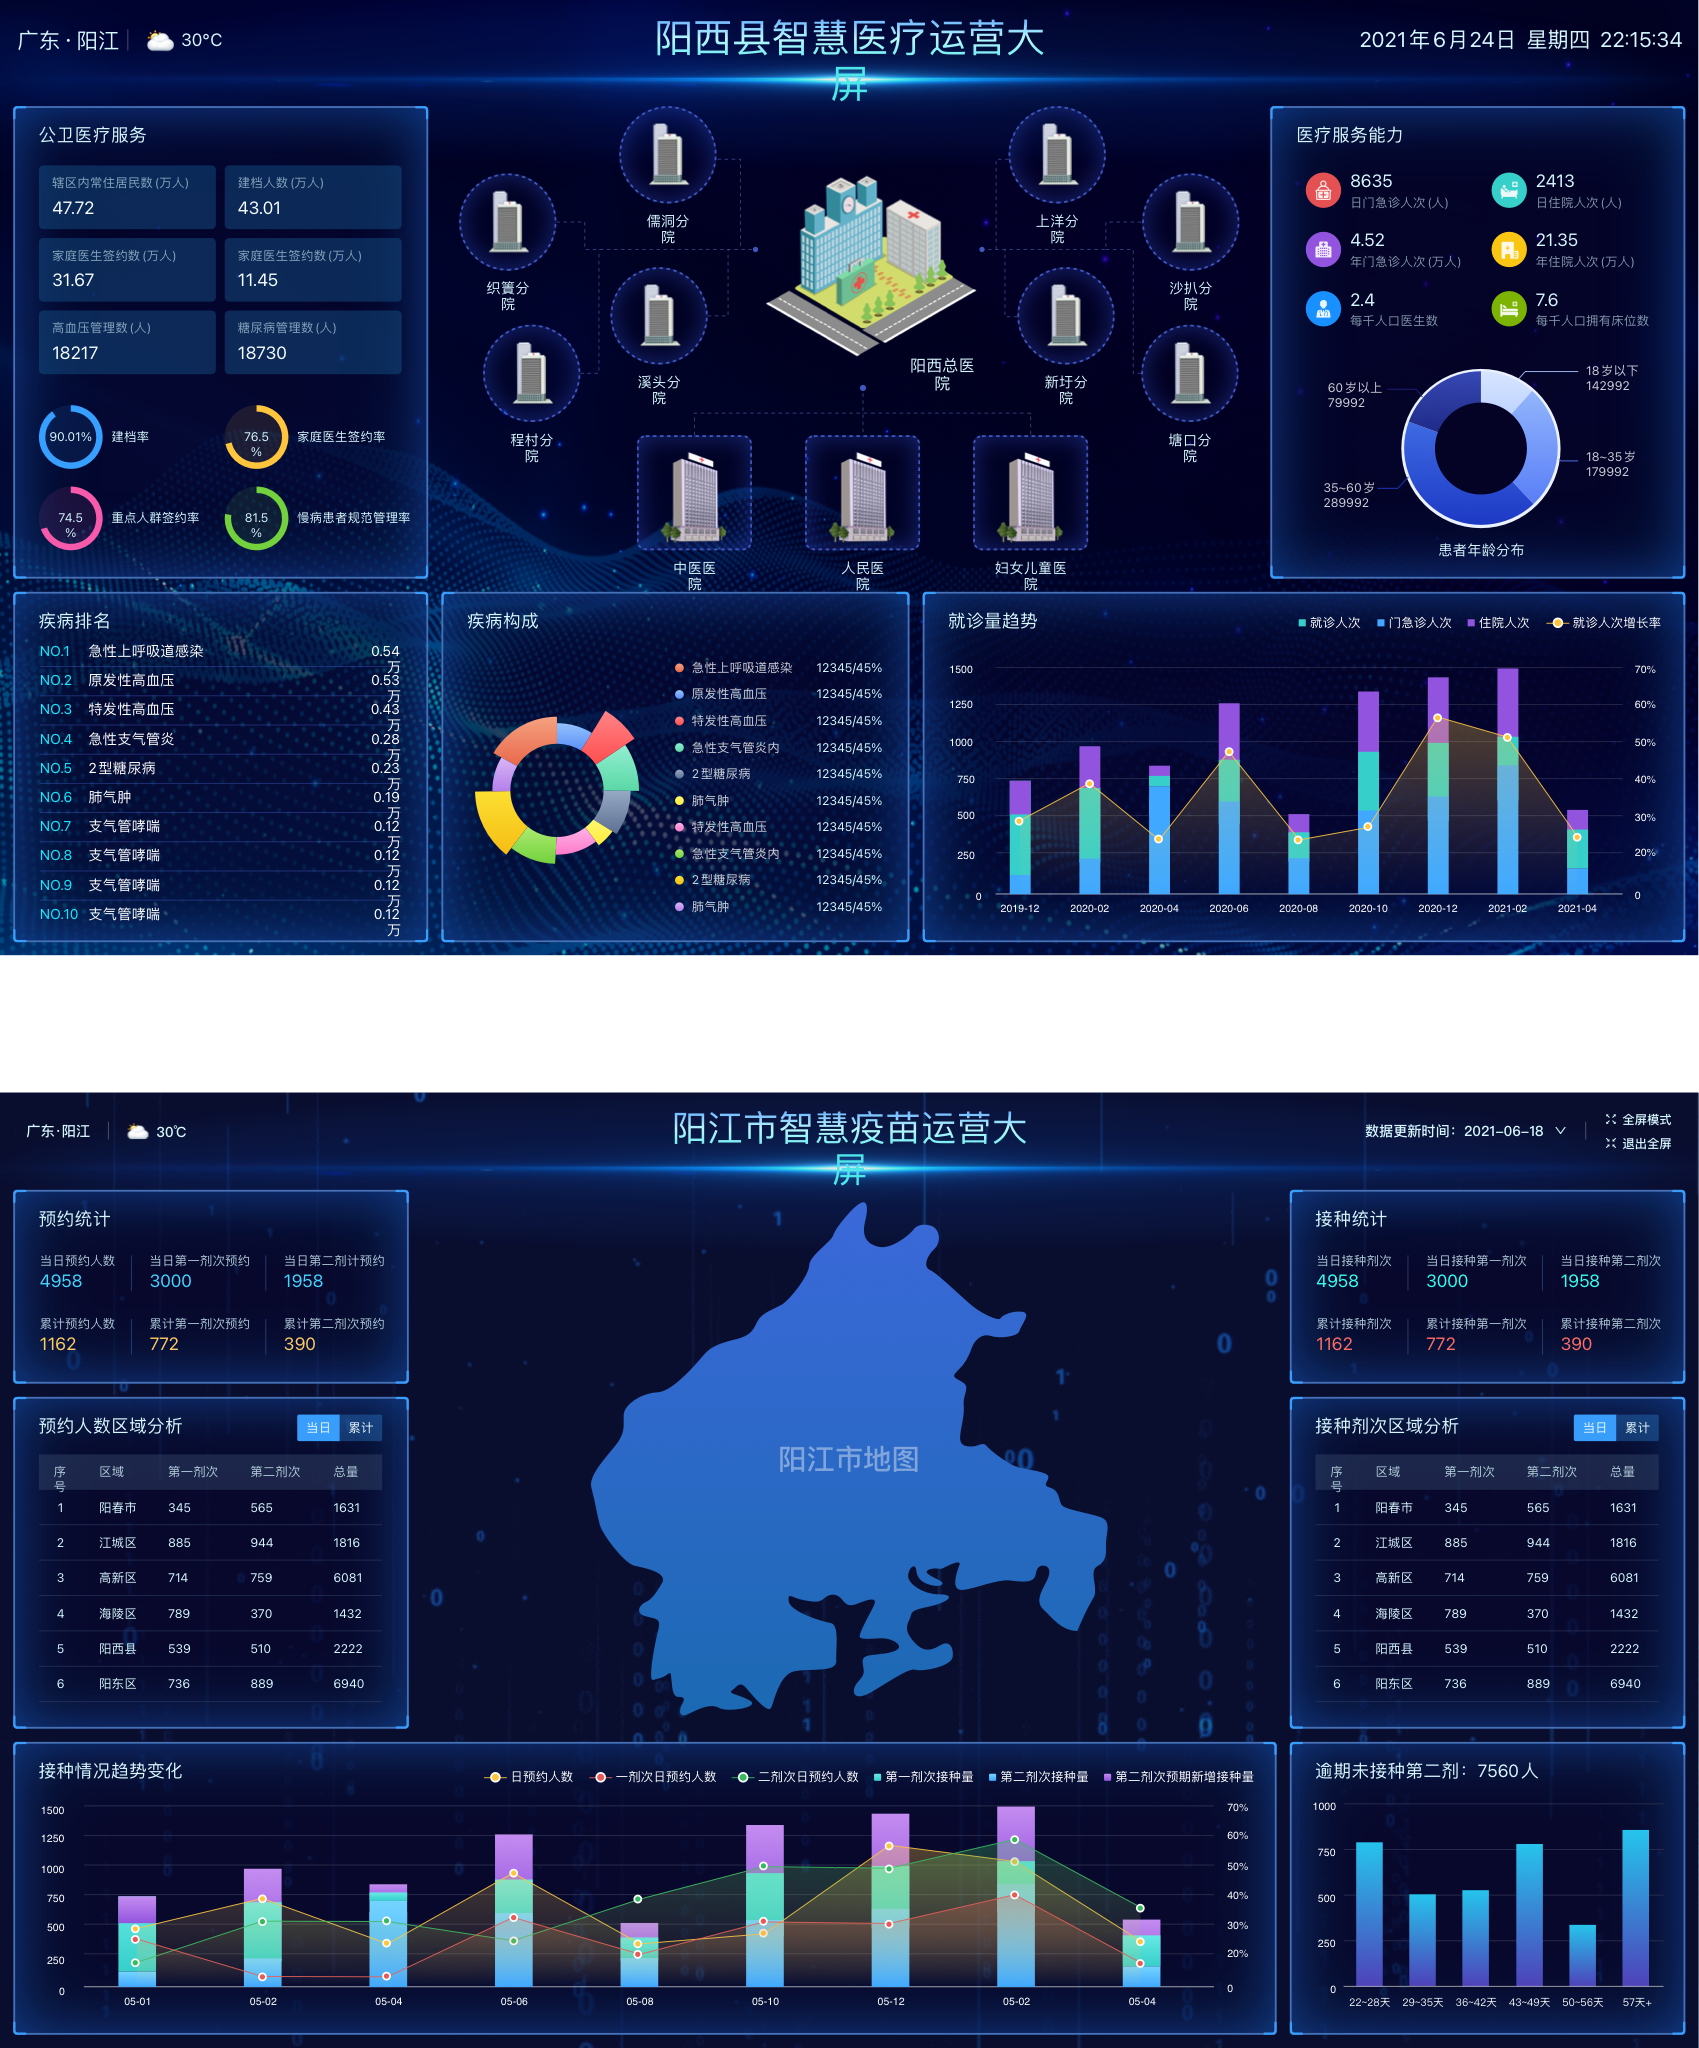 广东·阳江
30°C
阳西县智慧医疗运营大
屏
2021年6月24日 星期四 22:15:34
公卫医疗服务
辖区内常住居民数(万人)
47.72
建档人数(万人)
43.01
家庭医生签约数(万人)
31.67
家庭医生签约数(万人)
11.45
高血压管理数(人)
18217
糖尿病管理数(人)
18730
90.01%
建档率
76.5
%
家庭医生签约率
74.5
%
重点人群签约率
81.5
%
慢病患者规范管理率
儒洞分
院
织篢分
院
溪头分
院
程村分
院
上洋分
院
沙扒分
院
新圩分
院
塘口分
院
阳西总医
院
中医医
院
人民医
院
妇女儿童医
院
医疗服务能力
8635
日门急诊人次(人)
2413
日住院人次(人)
4.52
年门急诊人次(万人)
21.35
年住院人次(万人)
2.4
每千人口医生数
7.6
每千人口拥有床位数
18岁以下
142992
60岁以上
79992
18~35岁
179992
35~60岁
289992
患者年龄分布
疾病排名
NO.1 急性上呼吸道感染 0.54
万
NO.2 原发性高血压 0.53
万
NO.3 特发性高血压 0.43
万
NO.4 急性支气管炎 0.28
万
NO.5 2型糖尿病 0.23
万
NO.6 肺气肿 0.19
万
NO.7 支气管哮喘 0.12
万
NO.8 支气管哮喘 0.12
万
NO.9 支气管哮喘 0.12
万
NO.10 支气管哮喘 0.12
万
疾病构成
急性上呼吸道感染 12345/45%
原发性高血压 12345/45%
特发性高血压 12345/45%
急性支气管炎内 12345/45%
2型糖尿病 12345/45%
肺气肿 12345/45%
特发性高血压 12345/45%
急性支气管炎内 12345/45%
2型糖尿病 12345/45%
肺气肿 12345/45%
就诊量趋势
就诊人次 门急诊人次 住院人次 就诊人次增长率
1500 70%
1250 60%
1000 50%
750 40%
500 30%
250 20%
0 0
2019-12 2020-02 2020-04 2020-06 2020-08 2020-10 2020-12 2021-02 2021-04
广东·阳江
30℃
阳江市智慧疫苗运营大
屏
数据更新时间：2021-06-18
全屏模式
退出全屏
预约统计
当日预约人数 当日第一剂次预约 当日第二剂计预约
4958 3000 1958
累计预约人数 累计第一剂次预约 累计第二剂次预约
1162 772 390
预约人数区域分析
当日 累计
序 区域 第一剂次 第二剂次 总量
号
1 阳春市 345 565 1631
2 江城区 885 944 1816
3 高新区 714 759 6081
4 海陵区 789 370 1432
5 阳西县 539 510 2222
6 阳东区 736 889 6940
阳江市地图
接种统计
当日接种剂次 当日接种第一剂次 当日接种第二剂次
4958 3000 1958
累计接种剂次 累计接种第一剂次 累计接种第二剂次
1162 772 390
接种剂次区域分析
当日 累计
序 区域 第一剂次 第二剂次 总量
号
1 阳春市 345 565 1631
2 江城区 885 944 1816
3 高新区 714 759 6081
4 海陵区 789 370 1432
5 阳西县 539 510 2222
6 阳东区 736 889 6940
接种情况趋势变化
日预约人数 一剂次日预约人数 二剂次日预约人数 第一剂次接种量 第二剂次接种量 第二剂次预期新增接种量
1500 70%
1250 60%
1000 50%
750 40%
500 30%
250 20%
0 0
05-01 05-02 05-04 05-06 05-08 05-10 05-12 05-02 05-04
逾期未接种第二剂：7560人
1000
750
500
250
0
22~28天 29~35天 36~42天 43~49天 50~56天 57天+